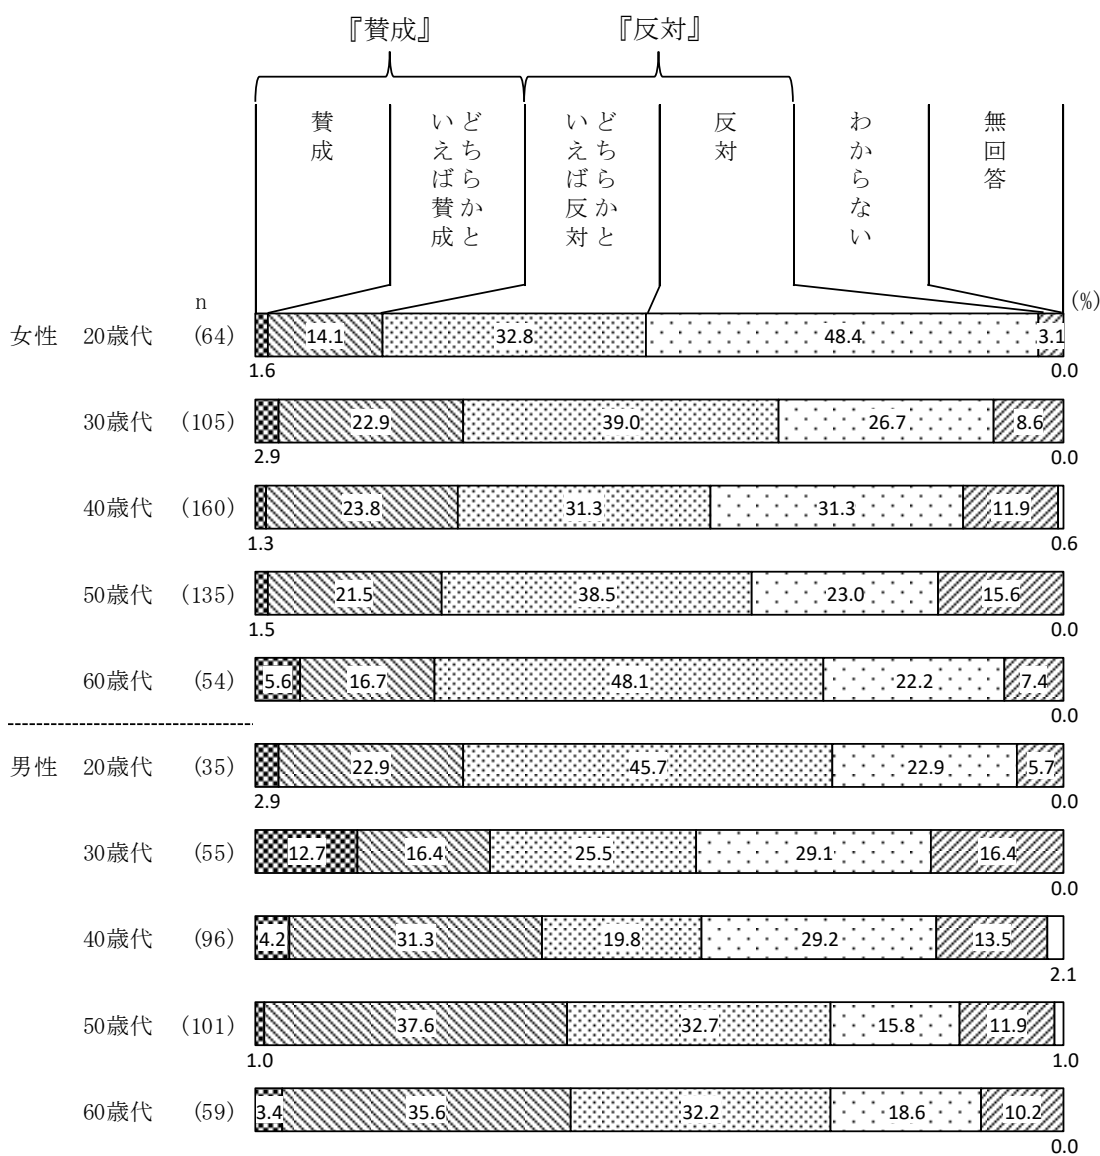 『賛成』 『反対』
賛成
どちらかと
いえば賛成
どちらかと
いえば反対
反対
わからない
無回答
n (%)
女性 20歳代 (64) 14.1 32.8 48.4 3.1
1.6 0.0
30歳代 (105) 22.9 39.0 26.7 8.6
2.9 0.0
40歳代 (160) 23.8 31.3 31.3 11.9
1.3 0.6
50歳代 (135) 21.5 38.5 23.0 15.6
1.5 0.0
60歳代 (54) 5.6 16.7 48.1 22.2 7.4
0.0
男性 20歳代 (35) 22.9 45.7 22.9 5.7
2.9 0.0
30歳代 (55) 12.7 16.4 25.5 29.1 16.4
0.0
40歳代 (96) 4.2 31.3 19.8 29.2 13.5
2.1
50歳代 (101) 37.6 32.7 15.8 11.9
1.0 1.0
60歳代 (59) 3.4 35.6 32.2 18.6 10.2
0.0